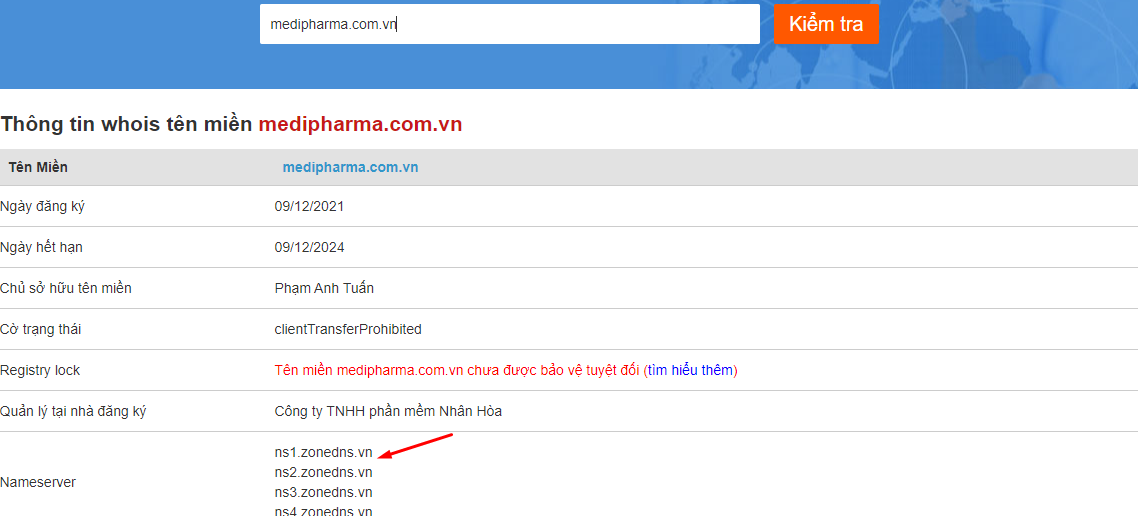 medipharma.com.vn
Kiểm tra
Thông tin whois tên miền medipharma.com.vn
Tên Miền medipharma.com.vn
Ngày đăng ký 09/12/2021
Ngày hết hạn 09/12/2024
Chủ sở hữu tên miền Phạm Anh Tuấn
Cờ trạng thái clientTransferProhibited
Registry lock Tên miền medipharma.com.vn chưa được bảo vệ tuyệt đối (tìm hiểu thêm)
Quản lý tại nhà đăng ký Công ty TNHH phần mềm Nhân Hòa
Nameserver
ns1.zonedns.vn
ns2.zonedns.vn
ns3.zonedns.vn
ns4.zonedns.vn